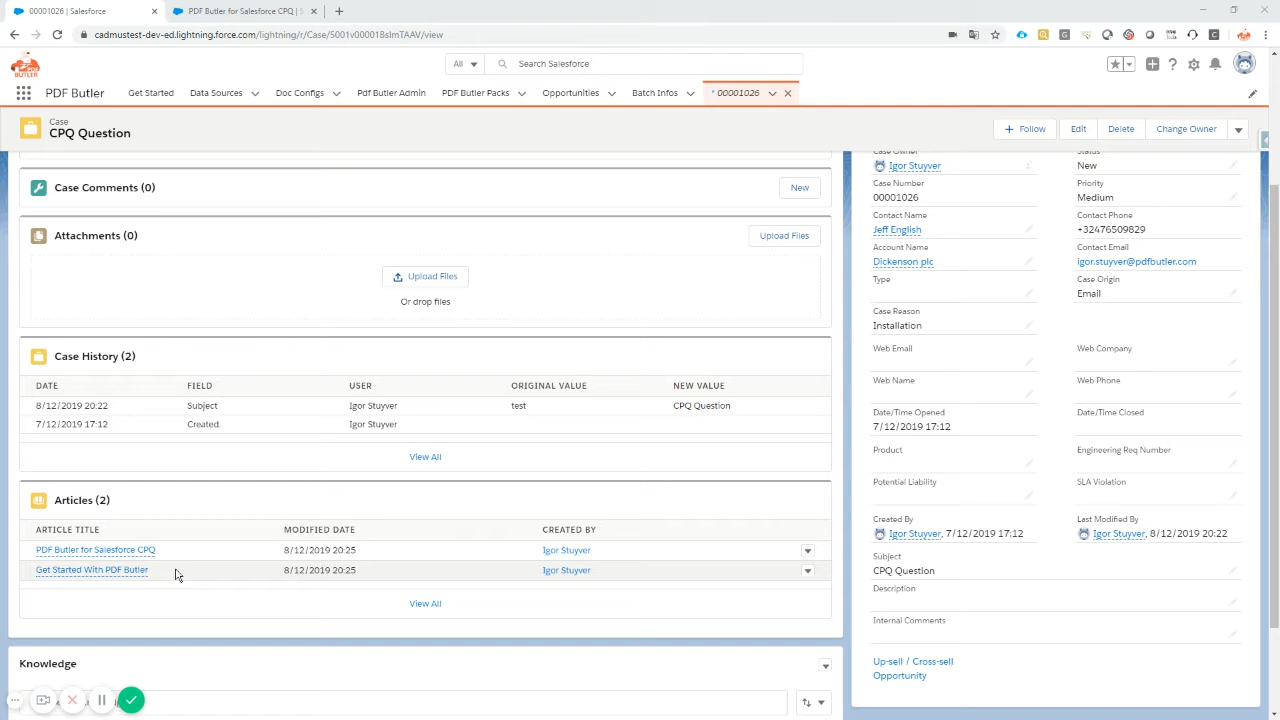 00001026 | Salesforce
PDF Butler for Salesforce CPQ | S
cadmustest-dev-ed.lightning.force.com/lightning/r/Case/5001v000018slmTAAV/view
PDF BUTLER
All
Search Salesforce
PDF Butler
Get Started
Data Sources
Doc Configs
Pdf Butler Admin
PDF Butler Packs
Opportunities
Batch Infos
* 00001026
Case
CPQ Question
Follow
Edit
Delete
Change Owner
Case Comments (0)
New
Attachments (0)
Upload Files
Upload Files
Or drop files
Case History (2)
DATE FIELD USER ORIGINAL VALUE NEW VALUE
8/12/2019 20:22 Subject Igor Stuyver test CPQ Question
7/12/2019 17:12 Created. Igor Stuyver
View All
Articles (2)
ARTICLE TITLE MODIFIED DATE CREATED BY
PDF Butler for Salesforce CPQ 8/12/2019 20:25 Igor Stuyver
Get Started With PDF Butler 8/12/2019 20:25 Igor Stuyver
View All
Knowledge
Case Owner Status
Igor Stuyver New
Case Number Priority
00001026 Medium
Contact Name Contact Phone
Jeff English +32476509829
Account Name Contact Email
Dickenson plc igor.stuyver@pdfbutler.com
Type Case Origin
Email
Case Reason
Installation
Web Email Web Company
Web Name Web Phone
Date/Time Opened Date/Time Closed
7/12/2019 17:12
Product Engineering Req Number
Potential Liability SLA Violation
Created By Last Modified By
Igor Stuyver, 7/12/2019 17:12 Igor Stuyver, 8/12/2019 20:22
Subject
CPQ Question
Description
Internal Comments
Up-sell / Cross-sell
Opportunity